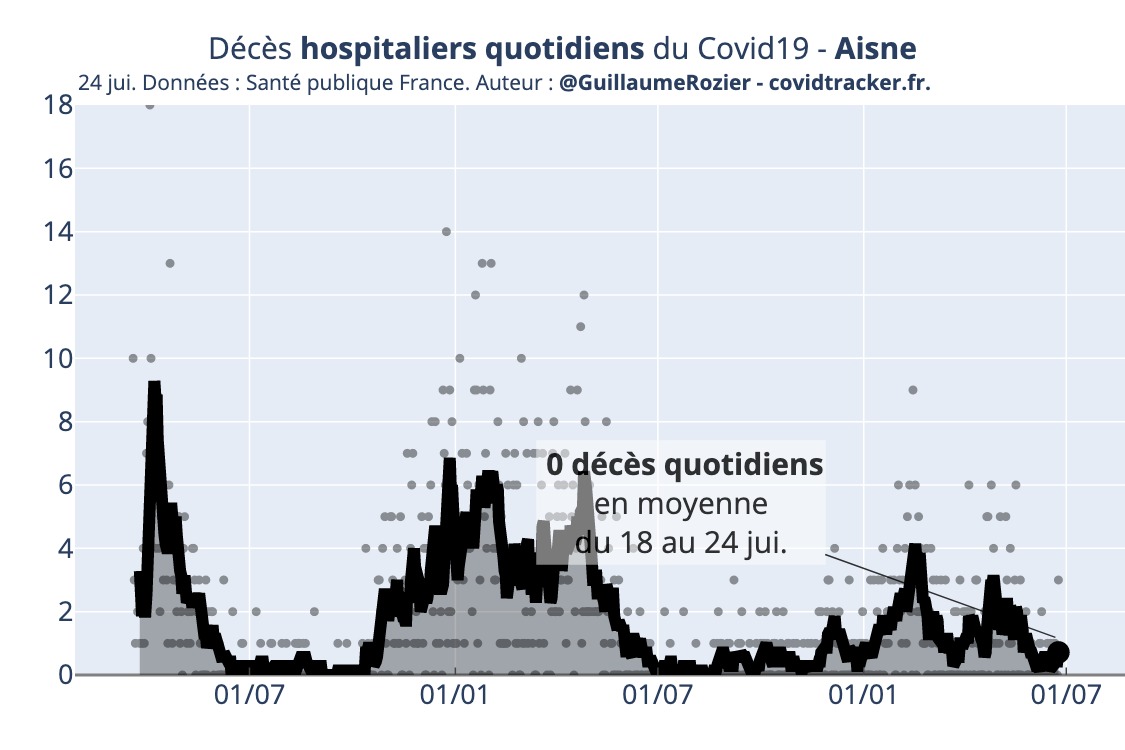 Décès hospitaliers quotidiens du Covid19 - Aisne
24 jui. Données : Santé publique France. Auteur : @GuillaumeRozier - covidtracker.fr.
18
16
14
12
10
8
6
4
2
0
0 décès quotidiens
en moyenne
du 18 au 24 jui.
01/07 01/01 01/07 01/01 01/07